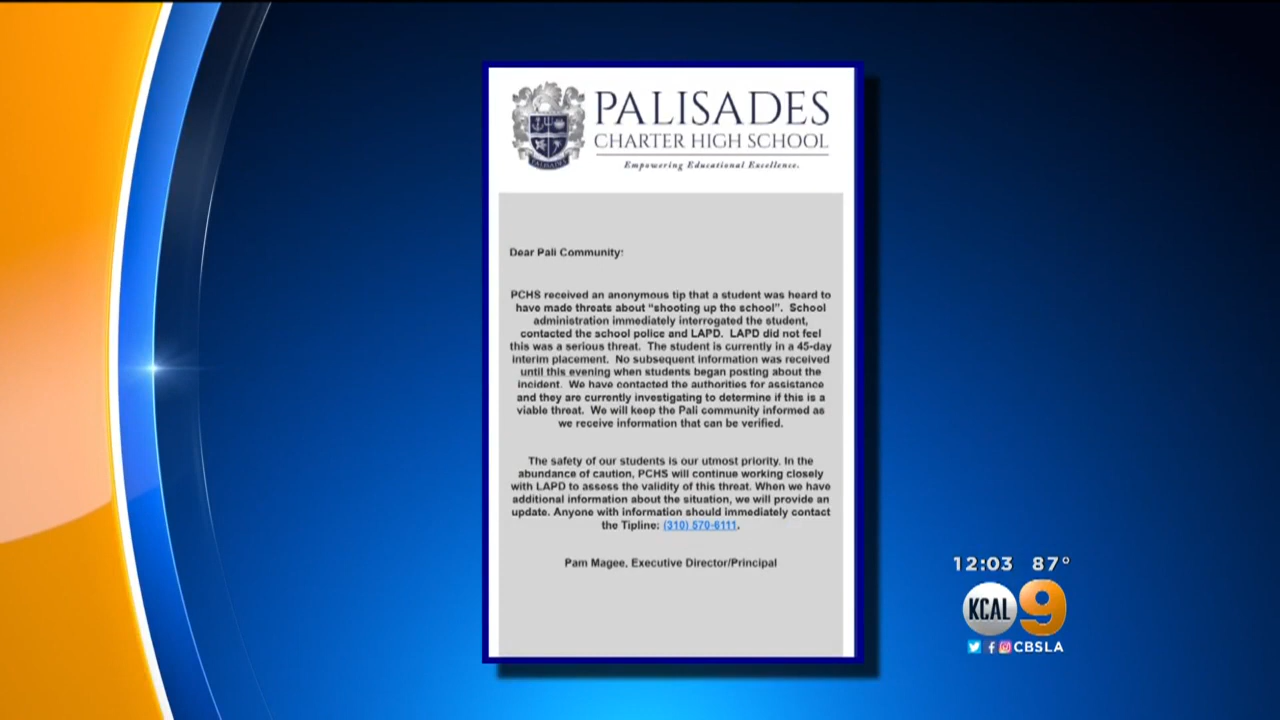 PALISADES
CHARTER HIGH SCHOOL
Empowering Educational Excellence.
PALISADES
Dear Pali Community:
PCHS received an anonymous tip that a student was heard to
have made threats about “shooting up the school”. School
administration immediately interrogated the student,
contacted the school police and LAPD. LAPD did not feel
this was a serious threat. The student is currently in a 45-day
interim placement. No subsequent information was received
until this evening when students began posting about the
incident. We have contacted the authorities for assistance
and they are currently investigating to determine if this is a
viable threat. We will keep the Pali community informed as
we receive information that can be verified.
The safety of our students is our utmost priority. In the
abundance of caution, PCHS will continue working closely
with LAPD to assess the validity of this threat. When we have
additional information about the situation, we will provide an
update. Anyone with information should immediately contact
the Tipline: (310) 570-6111.
Pam Magee, Executive Director/Principal
12:03 87°
KCAL 9
CBSLA